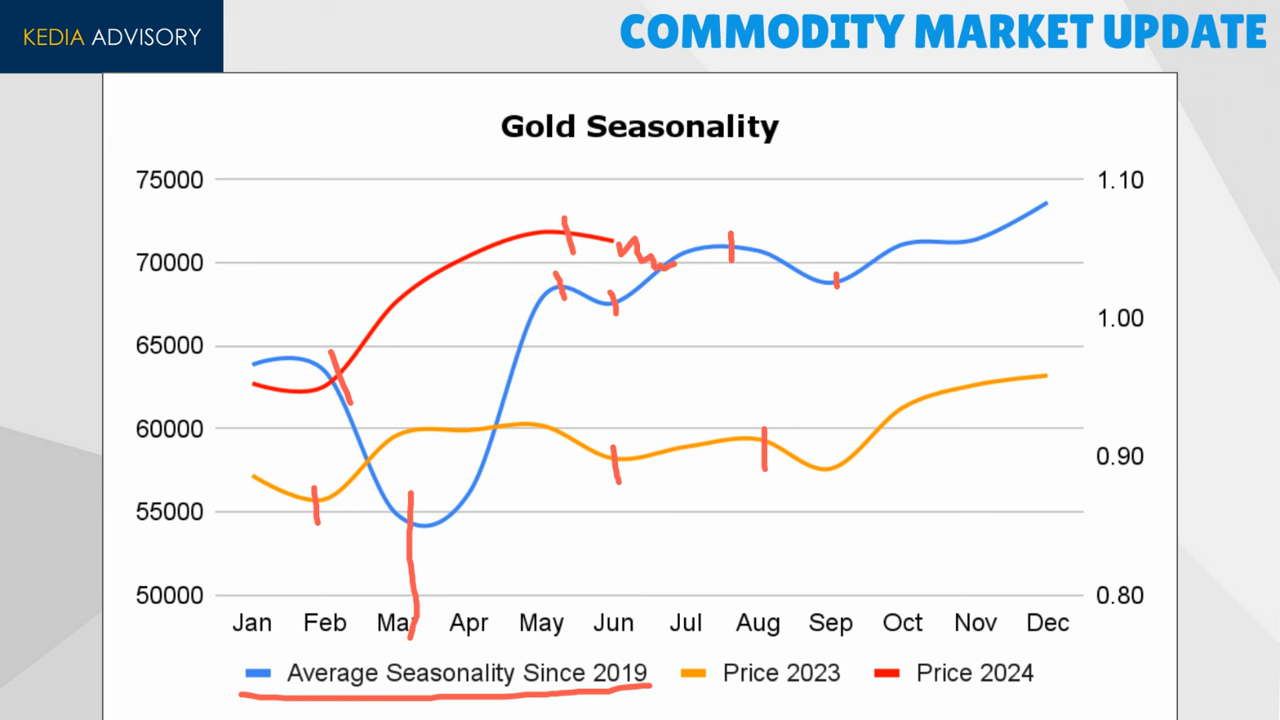 KEDIA ADVISORY
COMMODITY MARKET UPDATE
Gold Seasonality
75000
70000
65000
60000
55000
50000
1.10
1.00
0.90
0.80
Jan Feb Mar Apr May Jun Jul Aug Sep Oct Nov Dec
Average Seasonality Since 2019 Price 2023 Price 2024